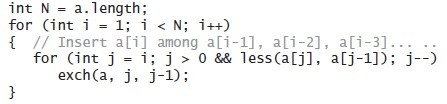 int N = a.length;
for (int i = 1; i < N; i++)
{ // Insert a[i] among a[i-1], a[i-2], a[i-3]... ..
for (int j = i; j > 0 && less(a[j], a[j-1]); j--)
exch(a, j, j-1);
}